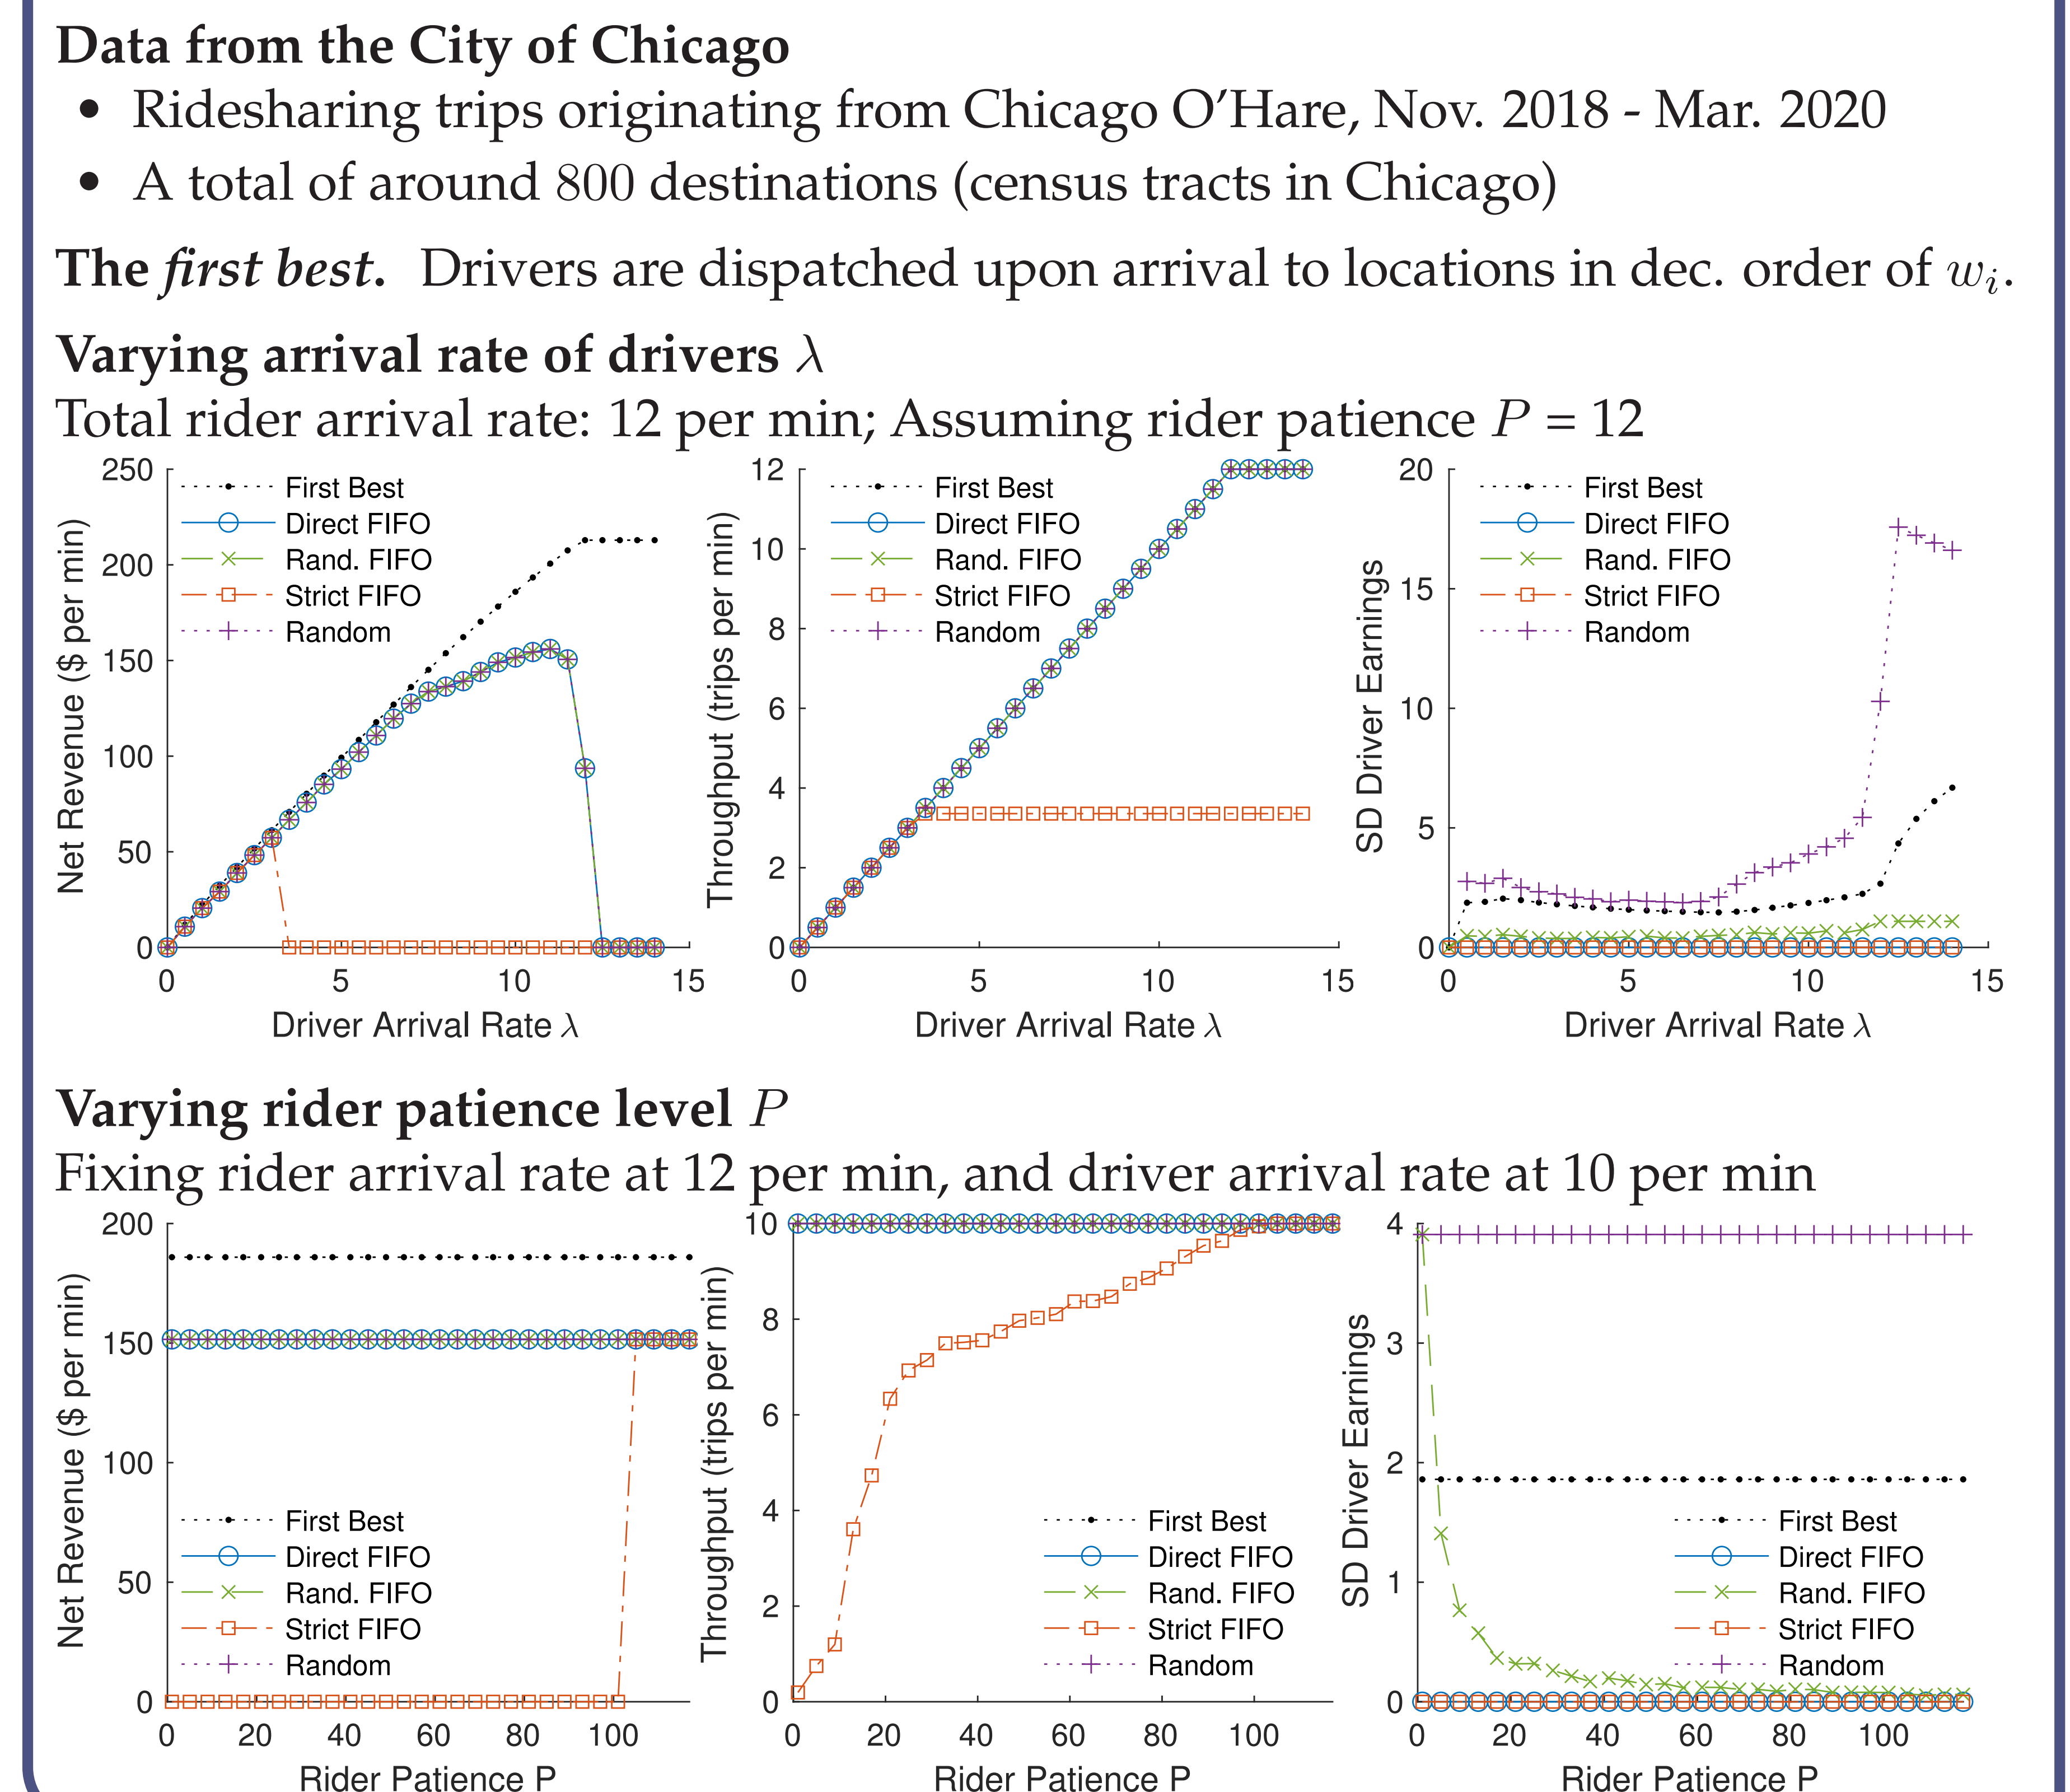 Data from the City of Chicago
• Ridesharing trips originating from Chicago O'Hare, Nov. 2018 - Mar. 2020
• A total of around 800 destinations (census tracts in Chicago)
The first best. Drivers are dispatched upon arrival to locations in dec. order of wᵢ.
Varying arrival rate of drivers λ
Total rider arrival rate: 12 per min; Assuming rider patience P = 12
Net Revenue ($ per min)
250
200
150
100
50
0
First Best
Direct FIFO
Rand. FIFO
Strict FIFO
Random
0 5 10 15
Driver Arrival Rate λ
Throughput (trips per min)
12
10
8
6
4
2
0
First Best
Direct FIFO
Rand. FIFO
Strict FIFO
Random
0 5 10 15
Driver Arrival Rate λ
SD Driver Earnings
20
15
10
5
0
First Best
Direct FIFO
Rand. FIFO
Strict FIFO
Random
0 5 10 15
Driver Arrival Rate λ
Varying rider patience level P
Fixing rider arrival rate at 12 per min, and driver arrival rate at 10 per min
Net Revenue ($ per min)
200
150
100
50
0
First Best
Direct FIFO
Rand. FIFO
Strict FIFO
Random
0 20 40 60 80 100
Rider Patience P
Throughput (trips per min)
10
8
6
4
2
0
First Best
Direct FIFO
Rand. FIFO
Strict FIFO
Random
0 20 40 60 80 100
Rider Patience P
SD Driver Earnings
4
3
2
1
0
First Best
Direct FIFO
Rand. FIFO
Strict FIFO
Random
0 20 40 60 80 100
Rider Patience P